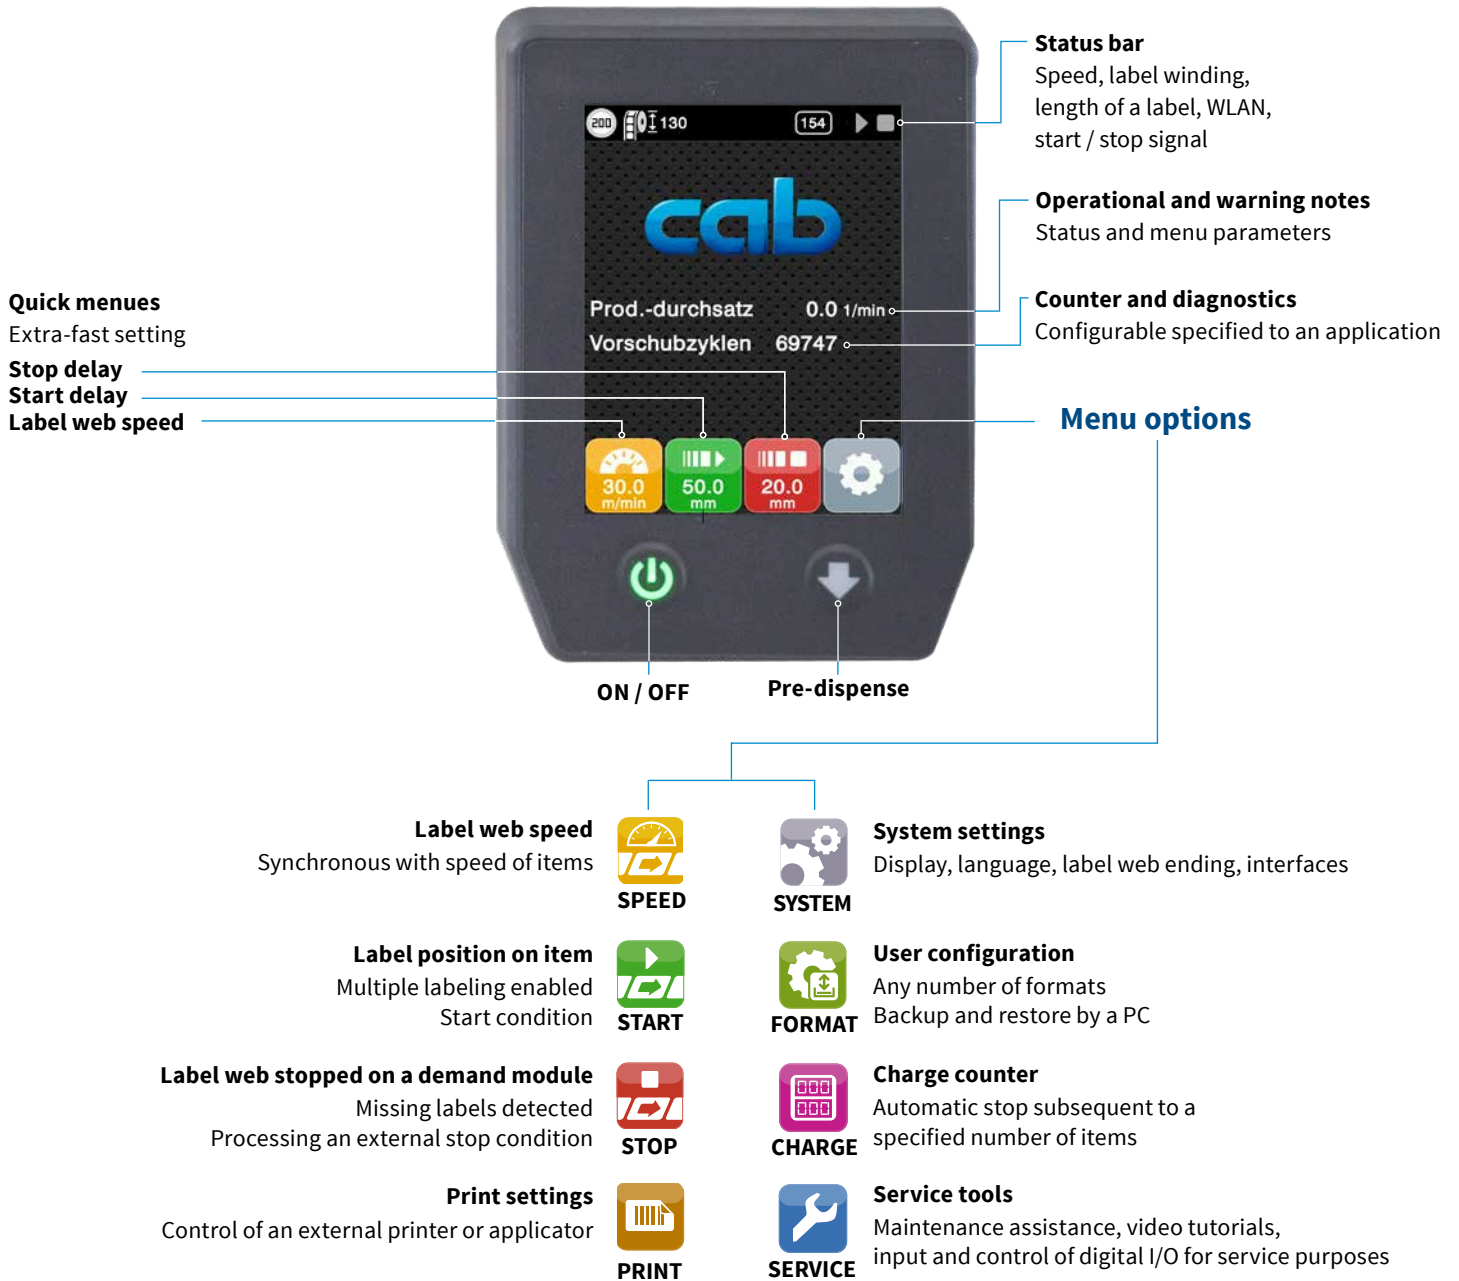 Status bar
Speed, label winding,
length of a label, WLAN,
start / stop signal
200 130 154
cab
Operational and warning notes
Status and menu parameters
Prod.-durchsatz 0.0 1/min
Vorschubzyklen 69747
Counter and diagnostics
Configurable specified to an application
Quick menues
Extra-fast setting
Stop delay
Start delay
Label web speed
Menu options
30.0 50.0 20.0
m/min mm mm
ON / OFF
Pre-dispense
Label web speed
Synchronous with speed of items
SPEED
System settings
Display, language, label web ending, interfaces
SYSTEM
Label position on item
Multiple labeling enabled
Start condition
START
User configuration
Any number of formats
Backup and restore by a PC
FORMAT
Label web stopped on a demand module
Missing labels detected
Processing an external stop condition
STOP
Charge counter
Automatic stop subsequent to a
specified number of items
000
000
CHARGE
Print settings
Control of an external printer or applicator
PRINT
Service tools
Maintenance assistance, video tutorials,
input and control of digital I/O for service purposes
SERVICE